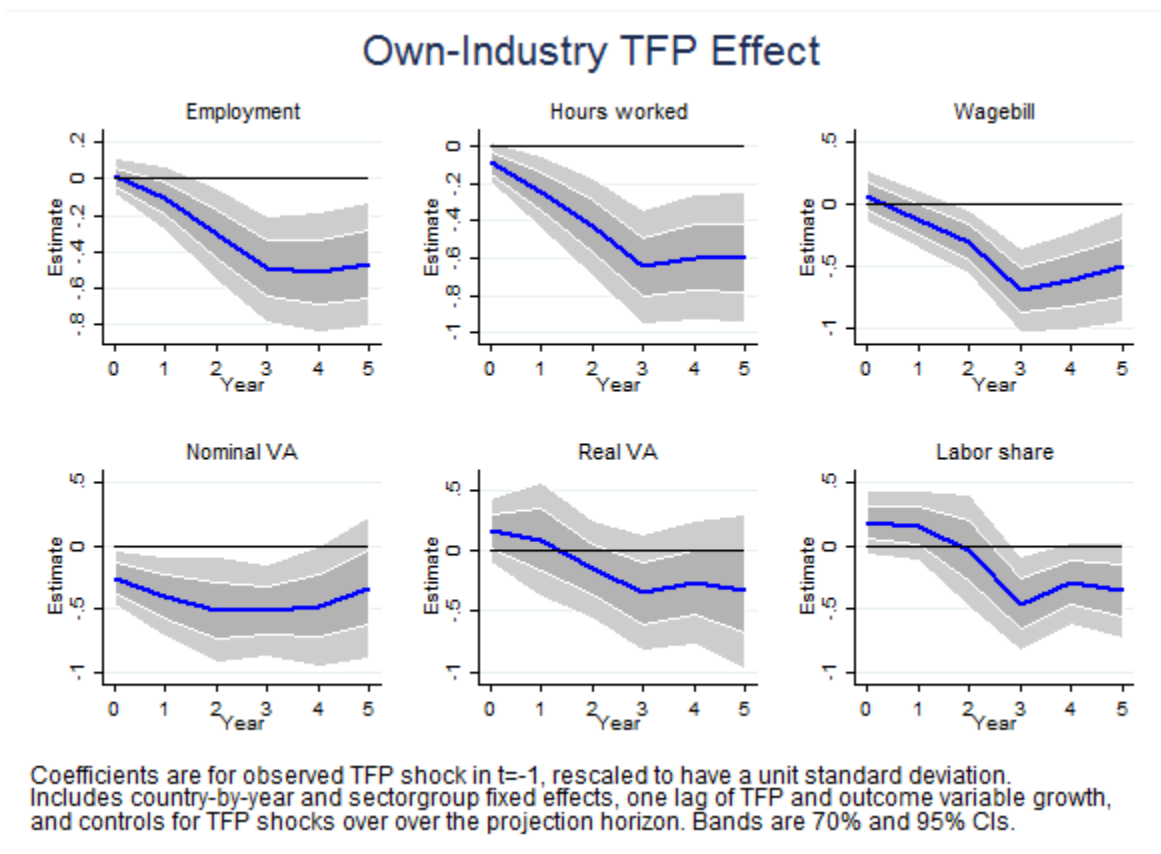 Own-Industry TFP Effect
Employment
Hours worked
Wagebill
Estimate
.2
0
-.2
-.4
-.6
-.8
0 1 2 3 4 5
Year
Estimate
0
-.2
-.4
-.6
-.8
-1
0 1 2 3 4 5
Year
Estimate
.5
0
-.5
-1
0 1 2 3 4 5
Year
Nominal VA
Real VA
Labor share
Estimate
.5
0
-.5
-1
0 1 2 3 4 5
Year
Estimate
.5
0
-.5
-1
0 1 2 3 4 5
Year
Estimate
.5
0
-.5
-1
0 1 2 3 4 5
Year
Coefficients are for observed TFP shock in t=-1, rescaled to have a unit standard deviation.
Includes country-by-year and sectorgroup fixed effects, one lag of TFP and outcome variable growth,
and controls for TFP shocks over over the projection horizon. Bands are 70% and 95% CIs.